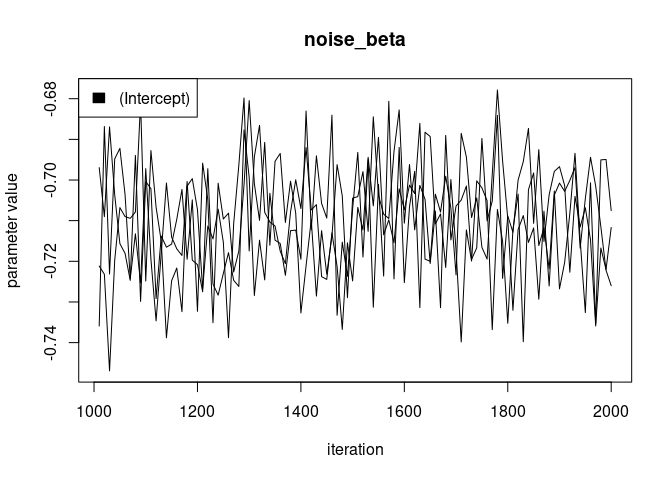 noise_beta
(Intercept)
parameter value
-0.68
-0.70
-0.72
-0.74
1000 1200 1400 1600 1800 2000
iteration